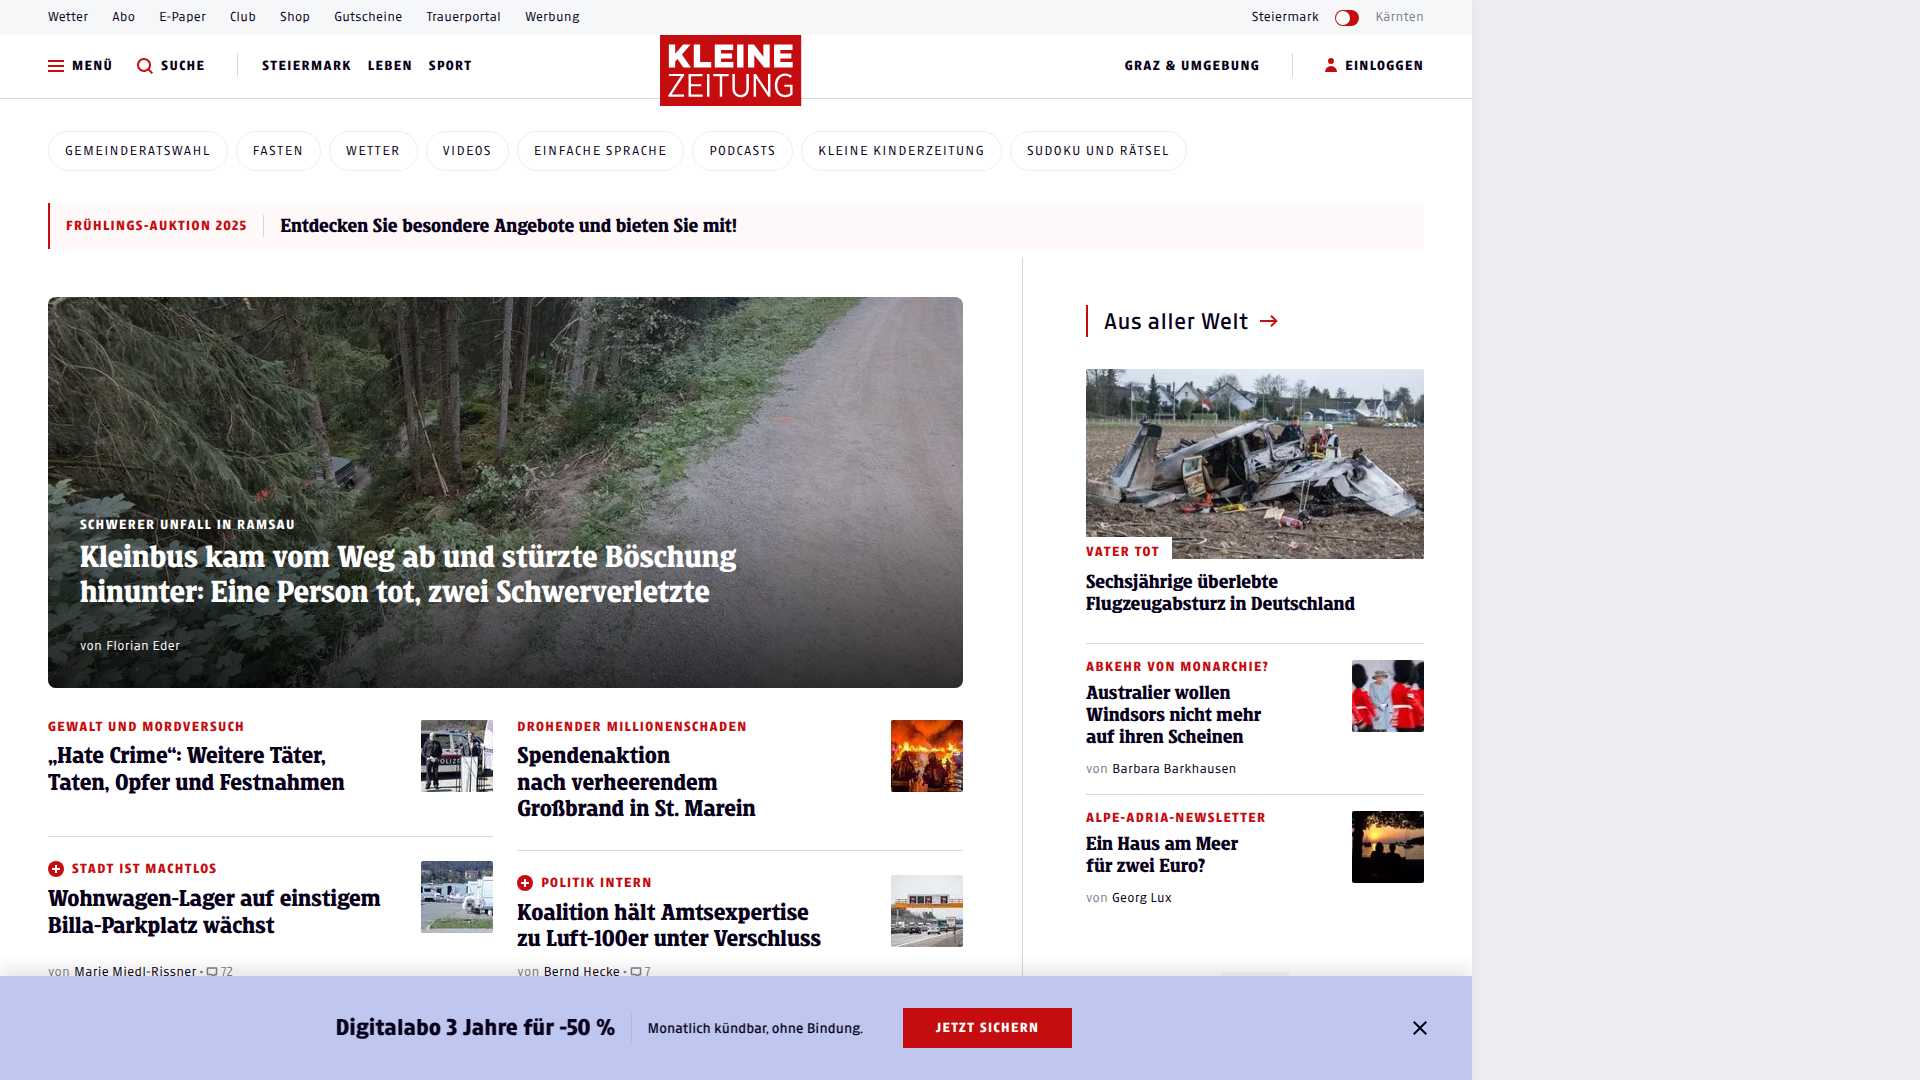 Wetter Abo E-Paper Club Shop Gutscheine Trauerportal Werbung Steiermark Kärnten
MENÜ SUCHE STEIERMARK LEBEN SPORT KLEINE ZEITUNG GRAZ & UMGEBUNG EINLOGGEN
GEMEINDERATSWAHL FASTEN WETTER VIDEOS EINFACHE SPRACHE PODCASTS KLEINE KINDERZEITUNG SUDOKU UND RÄTSEL
FRÜHLINGS-AUKTION 2025 Entdecken Sie besondere Angebote und bieten Sie mit!
SCHWERER UNFALL IN RAMSAU
Kleinbus kam vom Weg ab und stürzte Böschung
hinunter: Eine Person tot, zwei Schwerverletzte
von Florian Eder
GEWALT UND MORDVERSUCH
„Hate Crime“: Weitere Täter,
Taten, Opfer und Festnahmen
POLIZEI
DROHENDER MILLIONENSCHADEN
Spendenaktion
nach verheerendem
Großbrand in St. Marein
STADT IST MACHTLOS
Wohnwagen-Lager auf einstigem
Billa-Parkplatz wächst
von Marie Miedl-Rissner • 72
POLITIK INTERN
Koalition hält Amtsexpertise
zu Luft-100er unter Verschluss
von Bernd Hecke • 7
Aus aller Welt
VATER TOT
Sechsjährige überlebte
Flugzeugabsturz in Deutschland
ABKEHR VON MONARCHIE?
Australier wollen
Windsors nicht mehr
auf ihren Scheinen
von Barbara Barkhausen
ALPE-ADRIA-NEWSLETTER
Ein Haus am Meer
für zwei Euro?
von Georg Lux
Digitalabo 3 Jahre für -50 % Monatlich kündbar, ohne Bindung. JETZT SICHERN